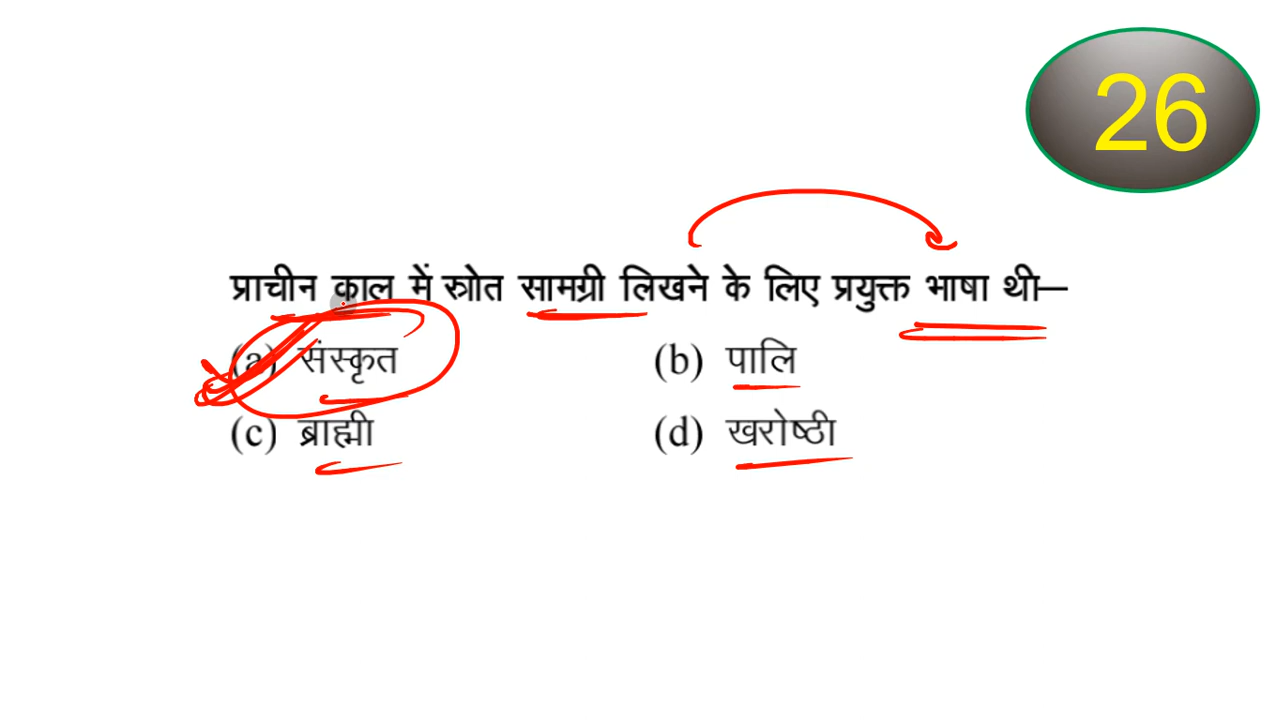 26
प्राचीन काल में स्रोत सामग्री लिखने के लिए प्रयुक्त भाषा थी—
(a) संस्कृत (b) पालि
(c) ब्राह्मी (d) खरोष्ठी